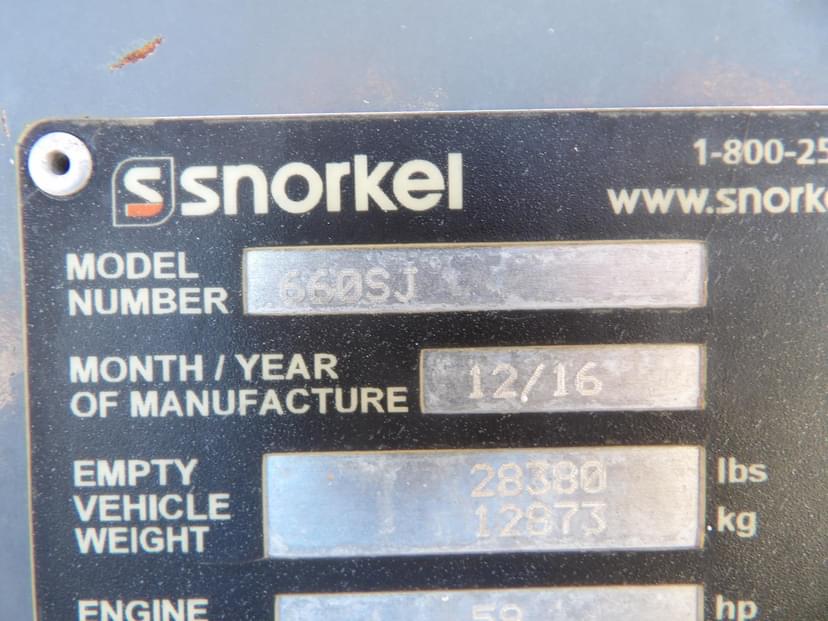 snorkel
1-800-25
www.snorke
MODEL
NUMBER 660SJ
MONTH / YEAR
OF MANUFACTURE 12/16
EMPTY
VEHICLE
WEIGHT
28380 lbs
12873 kg
ENGINE hp